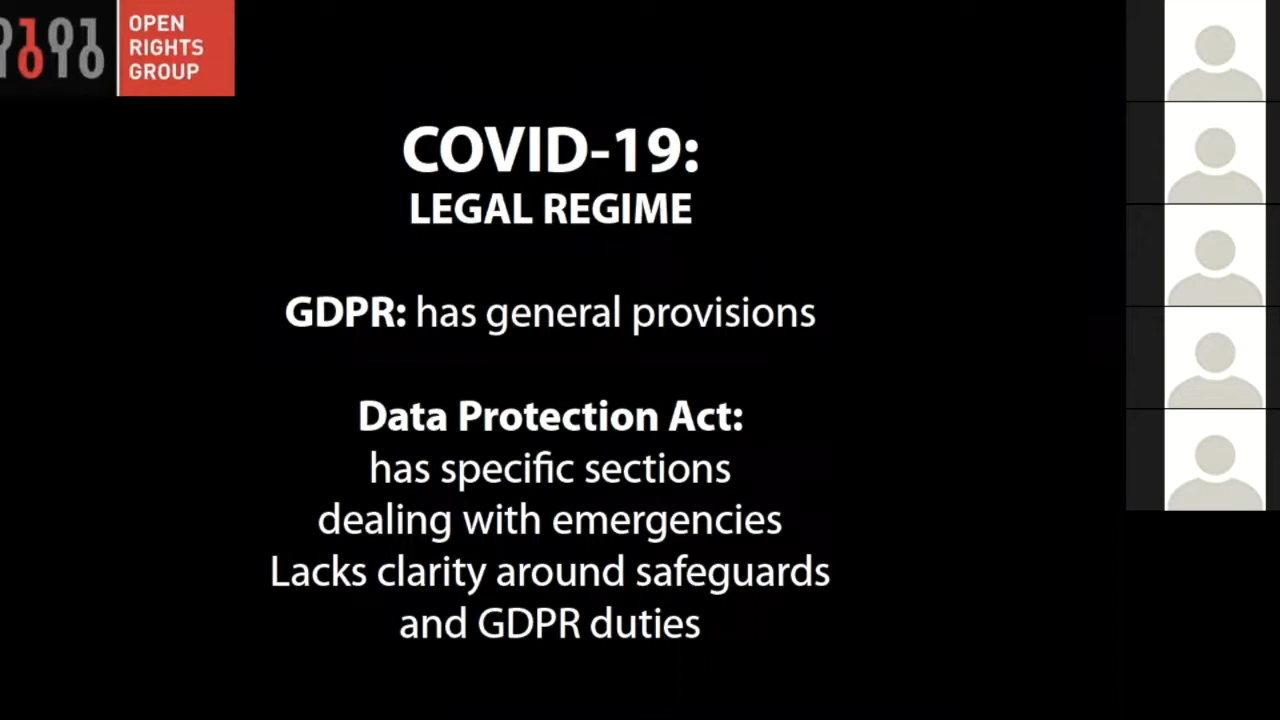 OPEN
RIGHTS
GROUP
COVID-19:
LEGAL REGIME
GDPR: has general provisions
Data Protection Act:
has specific sections
dealing with emergencies
Lacks clarity around safeguards
and GDPR duties